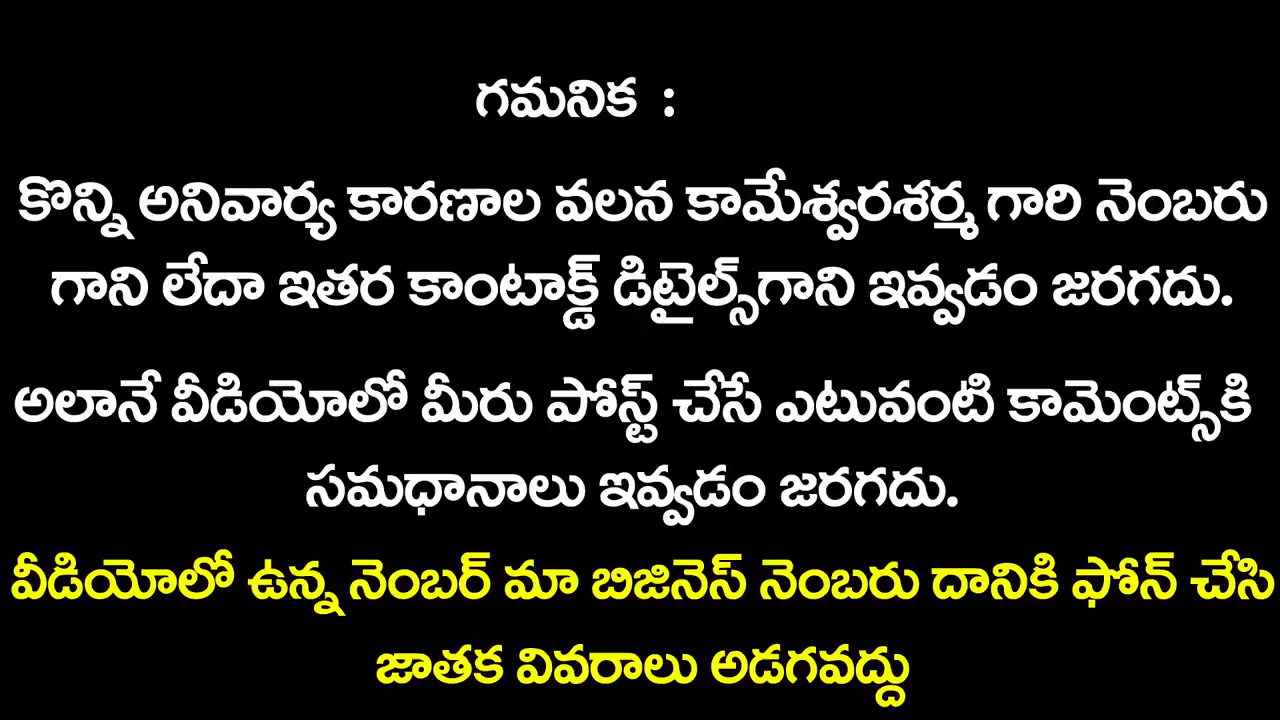 గమనిక :
కొన్ని అనివార్య కారణాల వలన కామేశ్వరశర్మ గారి నెంబరు
గాని లేదా ఇతర కాంటాక్ట్ డిటైల్స్‌గాని ఇవ్వడం జరగదు.
అలానే వీడియోలో మీరు పోస్ట్ చేసే ఎటువంటి కామెంట్స్‌కి
సమధానాలు ఇవ్వడం జరగదు.
వీడియోలో ఉన్న నెంబర్ మా బిజినెస్ నెంబరు దానికి ఫోన్ చేసి
జాతక వివరాలు అడగవద్దు